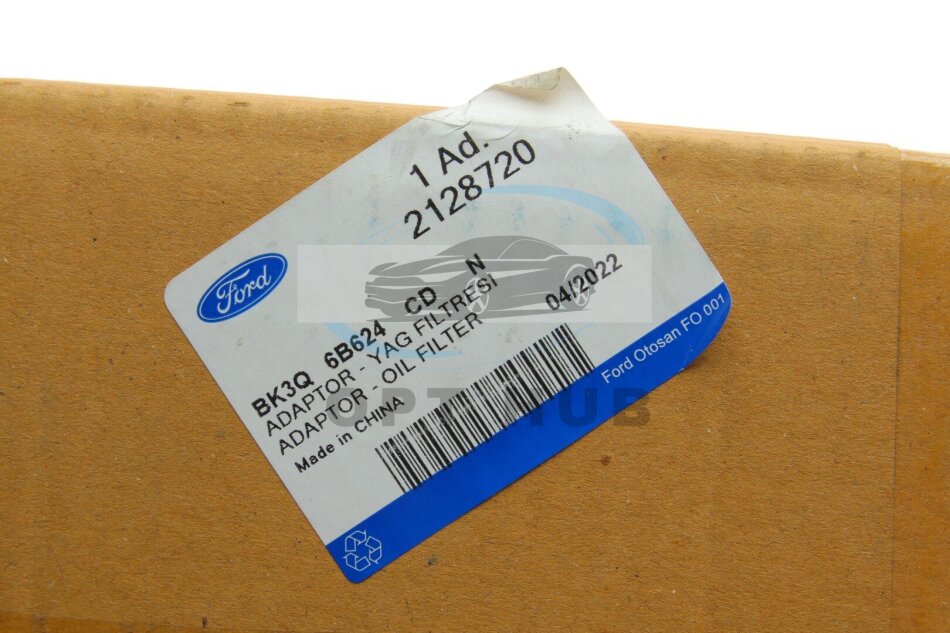 1 Ad.
2128720
Ford
BK3Q 6B624 CD N
ADAPTOR - YAG FILTRESI
ADAPTOR - OIL FILTER 04/2022
Made in CHINA
Ford Otosan FO 001